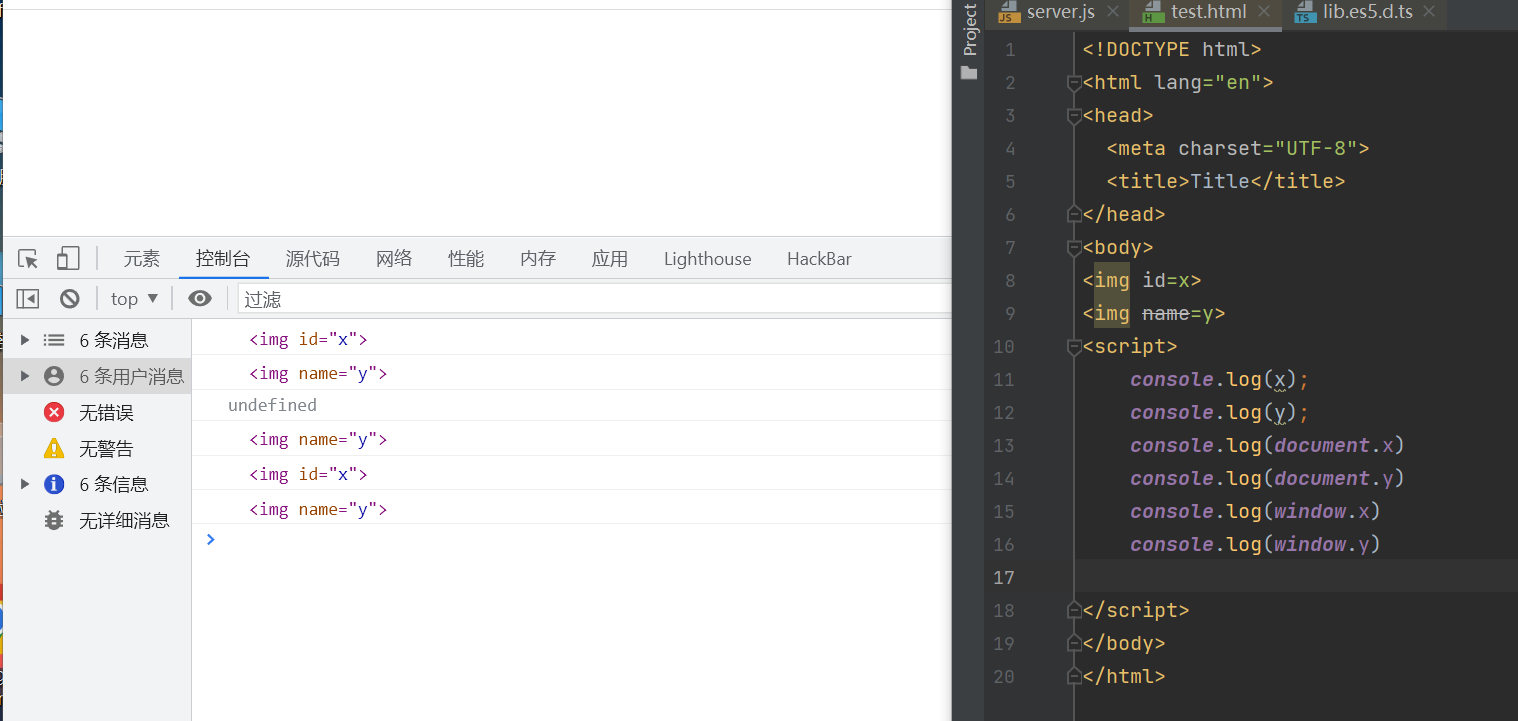 元素 控制台 源代码 网络 性能 内存 应用 Lighthouse HackBar
top 过滤
6 条消息
6 条用户消息
无错误
无警告
6 条信息
无详细消息
<img id="x">
<img name="y">
undefined
<img name="y">
<img id="x">
<img name="y">
Project
server.js test.html lib.es5.d.ts
1 <!DOCTYPE html>
2 <html lang="en">
3 <head>
4 <meta charset="UTF-8">
5 <title>Title</title>
6 </head>
7 <body>
8 <img id=x>
9 <img name=y>
10 <script>
11 console.log(x);
12 console.log(y);
13 console.log(document.x)
14 console.log(document.y)
15 console.log(window.x)
16 console.log(window.y)
17
18 </script>
19 </body>
20 </html>